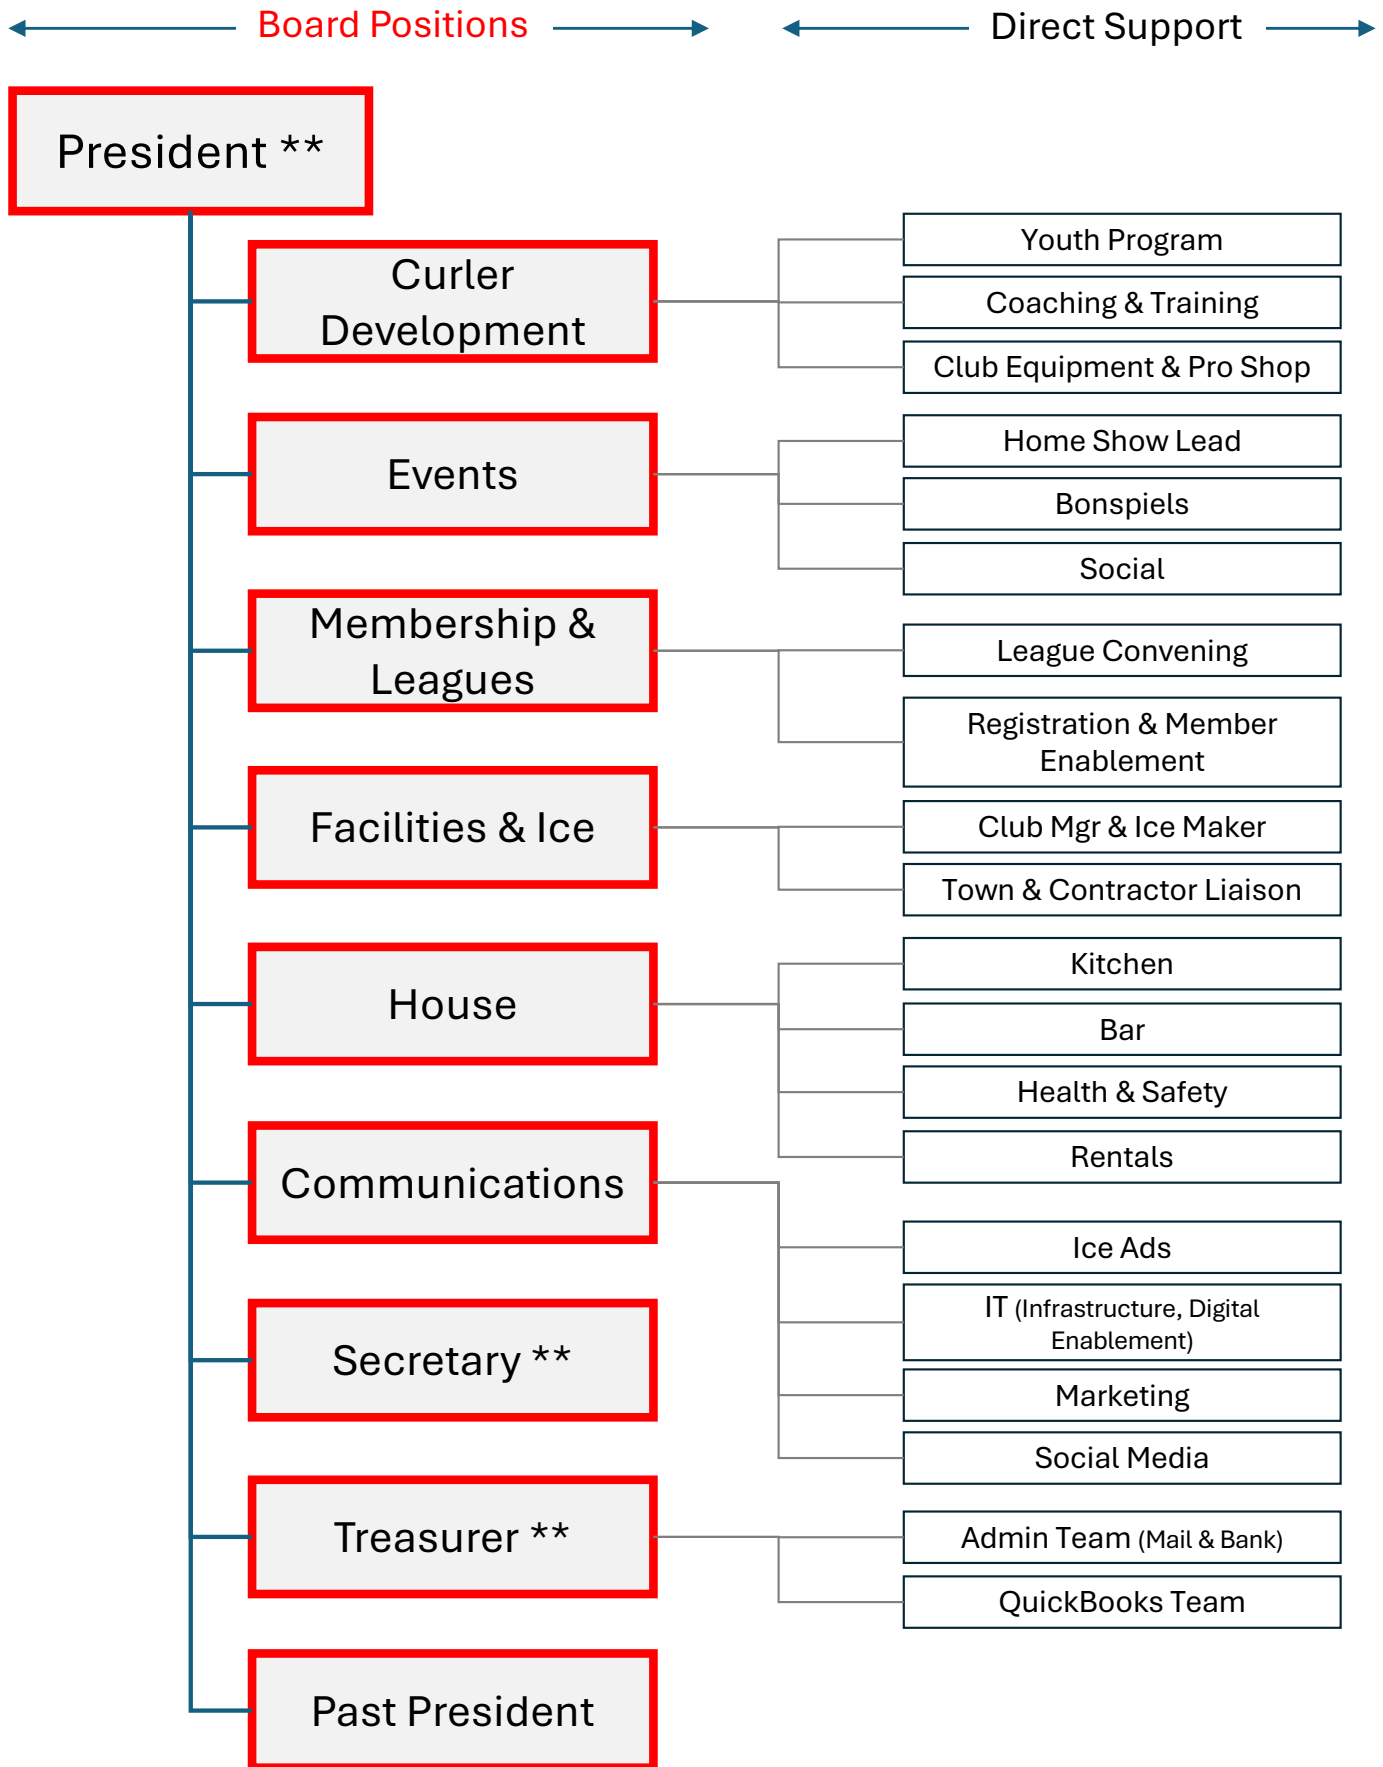 Board Positions
Direct Support
President **
Curler
Development
Youth Program
Coaching & Training
Club Equipment & Pro Shop
Events
Home Show Lead
Bonspiels
Social
Membership &
Leagues
League Convening
Registration & Member
Enablement
Facilities & Ice
Club Mgr & Ice Maker
Town & Contractor Liaison
House
Kitchen
Bar
Health & Safety
Rentals
Communications
Ice Ads
IT (Infrastructure, Digital
Enablement)
Marketing
Social Media
Secretary **
Treasurer **
Admin Team (Mail & Bank)
QuickBooks Team
Past President